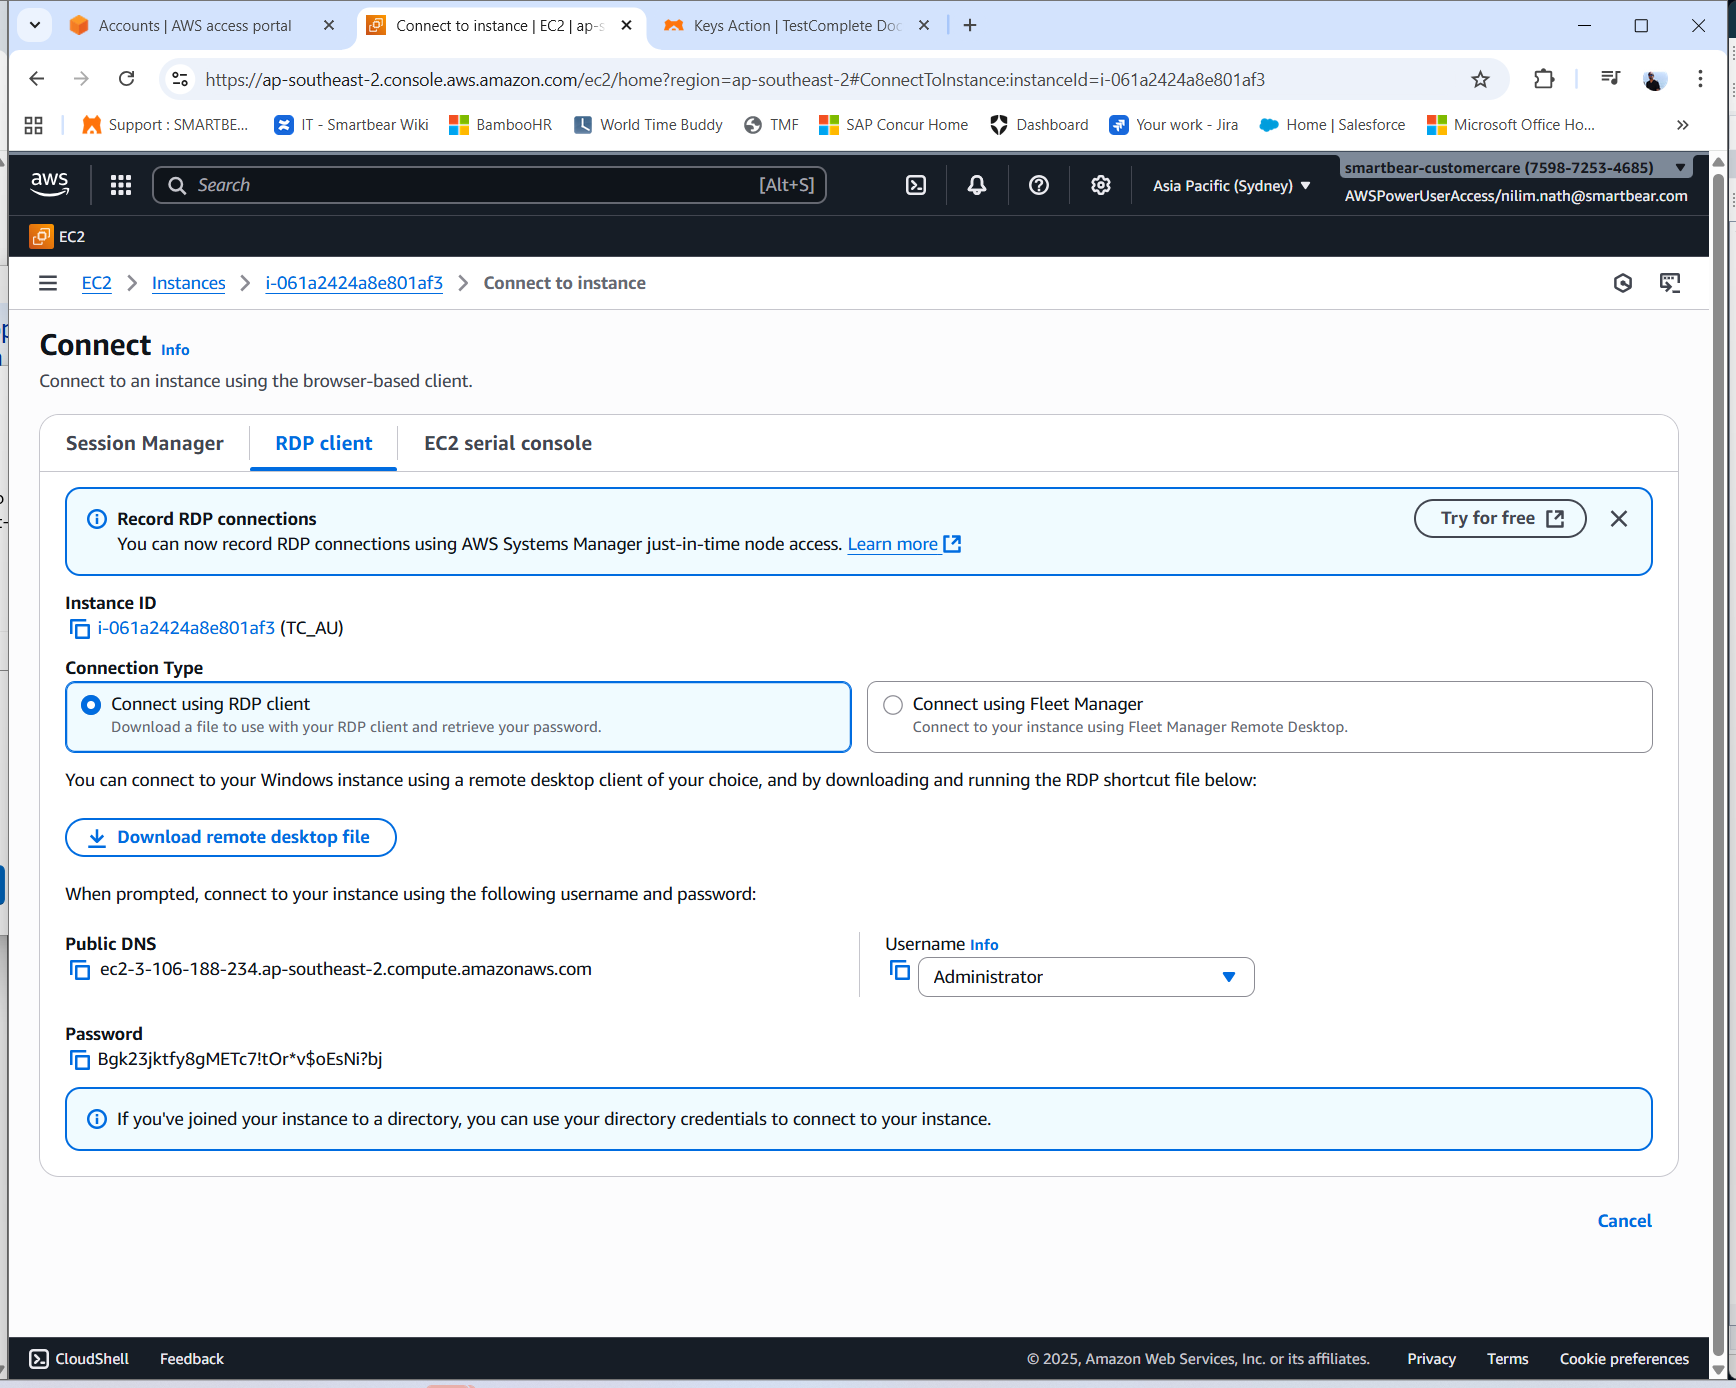 Accounts | AWS access portal
Connect to instance | EC2 | ap-s
Keys Action | TestComplete Doc
https://ap-southeast-2.console.aws.amazon.com/ec2/home?region=ap-southeast-2#ConnectToInstance:instanceId=i-061a2424a8e801af3
Support : SMARTBE...
IT - Smartbear Wiki
BambooHR
World Time Buddy
TMF
SAP Concur Home
Dashboard
Your work - Jira
Home | Salesforce
Microsoft Office Ho...
aws
Search
[Alt+S]
Asia Pacific (Sydney)
smartbear-customercare (7598-7253-4685)
AWSPowerUserAccess/nilim.nath@smartbear.com
EC2
EC2 > Instances > i-061a2424a8e801af3 > Connect to instance
Connect Info
Connect to an instance using the browser-based client.
Session Manager
RDP client
EC2 serial console
Record RDP connections
You can now record RDP connections using AWS Systems Manager just-in-time node access. Learn more
Try for free
Instance ID
i-061a2424a8e801af3 (TC_AU)
Connection Type
Connect using RDP client
Download a file to use with your RDP client and retrieve your password.
Connect using Fleet Manager
Connect to your instance using Fleet Manager Remote Desktop.
You can connect to your Windows instance using a remote desktop client of your choice, and by downloading and running the RDP shortcut file below:
Download remote desktop file
When prompted, connect to your instance using the following username and password:
Public DNS
ec2-3-106-188-234.ap-southeast-2.compute.amazonaws.com
Username Info
Administrator
Password
Bgk23jktfy8gMETc7!tOr*v$oEsNi?bj
If you've joined your instance to a directory, you can use your directory credentials to connect to your instance.
Cancel
CloudShell
Feedback
© 2025, Amazon Web Services, Inc. or its affiliates.
Privacy
Terms
Cookie preferences